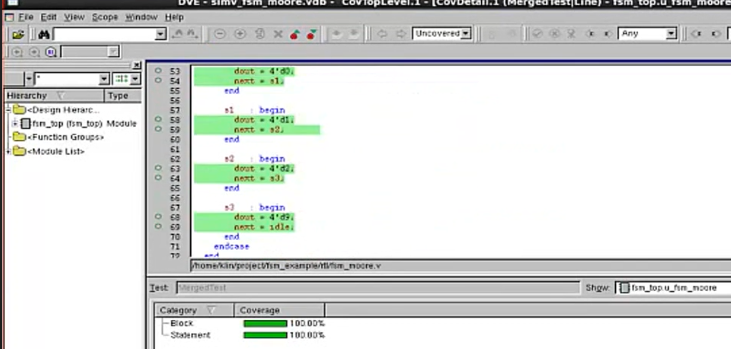 DVE - simv_fsm_moore.vdb - CovTopLevel.1 - [CovDetail.1 (MergedTest|Line) - fsm_top.u_fsm_moore
File Edit View Scope Window Help
Uncovered
Any
Hierarchy Type
<Design Hierarc...
fsm_top (fsm_top) Module
<Function Groups>
<Module List>
53 dout = 4'd0;
54 next = s1;
55 end
56
57 s1 : begin
58 dout = 4'd1;
59 next = s2;
60 end
61
62 s2 : begin
63 dout = 4'd2;
64 next = s3;
65 end
66
67 s3 : begin
68 dout = 4'd9;
69 next = idle;
70 end
71 endcase
72 end
/home/klin/project/fsm_example/rtl/fsm_moore.v
Test: MergedTest Show: fsm_top.u_fsm_moore
Category Coverage
Block 100.00%
Statement 100.00%